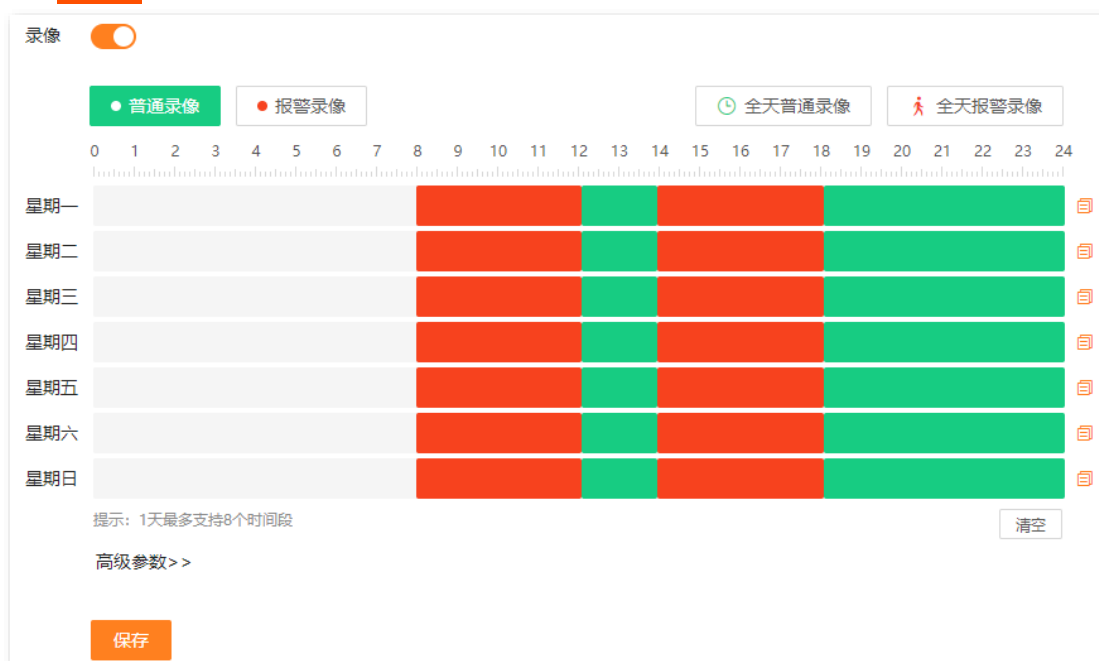 录像
普通录像 报警录像 全天普通录像 全天报警录像
0 1 2 3 4 5 6 7 8 9 10 11 12 13 14 15 16 17 18 19 20 21 22 23 24
星期一
星期二
星期三
星期四
星期五
星期六
星期日
提示：1天最多支持8个时间段 清空
高级参数>>
保存